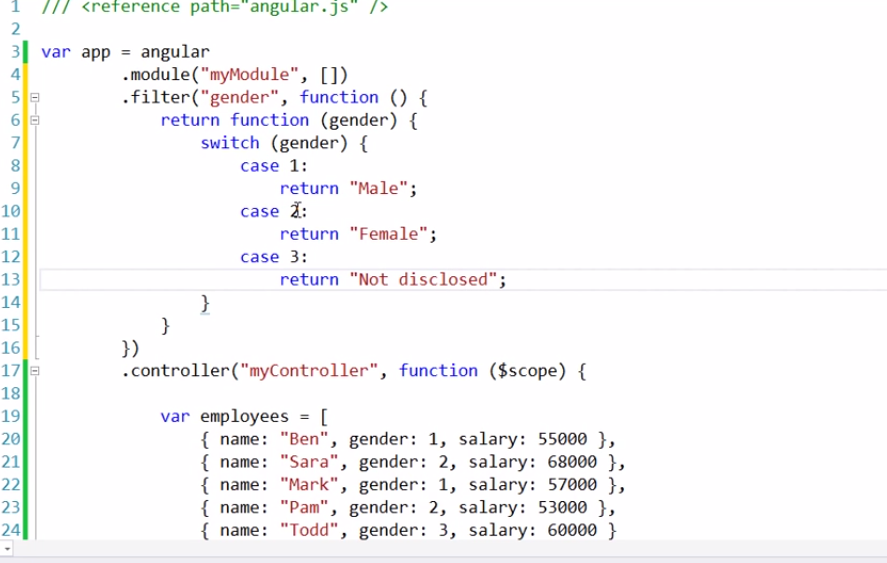 1 /// <reference path="angular.js" />
2
3 var app = angular
4         .module("myModule", [])
5         .filter("gender", function () {
6             return function (gender) {
7                 switch (gender) {
8                     case 1:
9                         return "Male";
10                     case 2:
11                         return "Female";
12                     case 3:
13                         return "Not disclosed";
14                 }
15             }
16         })
17         .controller("myController", function ($scope) {
18
19             var employees = [
20                 { name: "Ben", gender: 1, salary: 55000 },
21                 { name: "Sara", gender: 2, salary: 68000 },
22                 { name: "Mark", gender: 1, salary: 57000 },
23                 { name: "Pam", gender: 2, salary: 53000 },
24                 { name: "Todd", gender: 3, salary: 60000 }